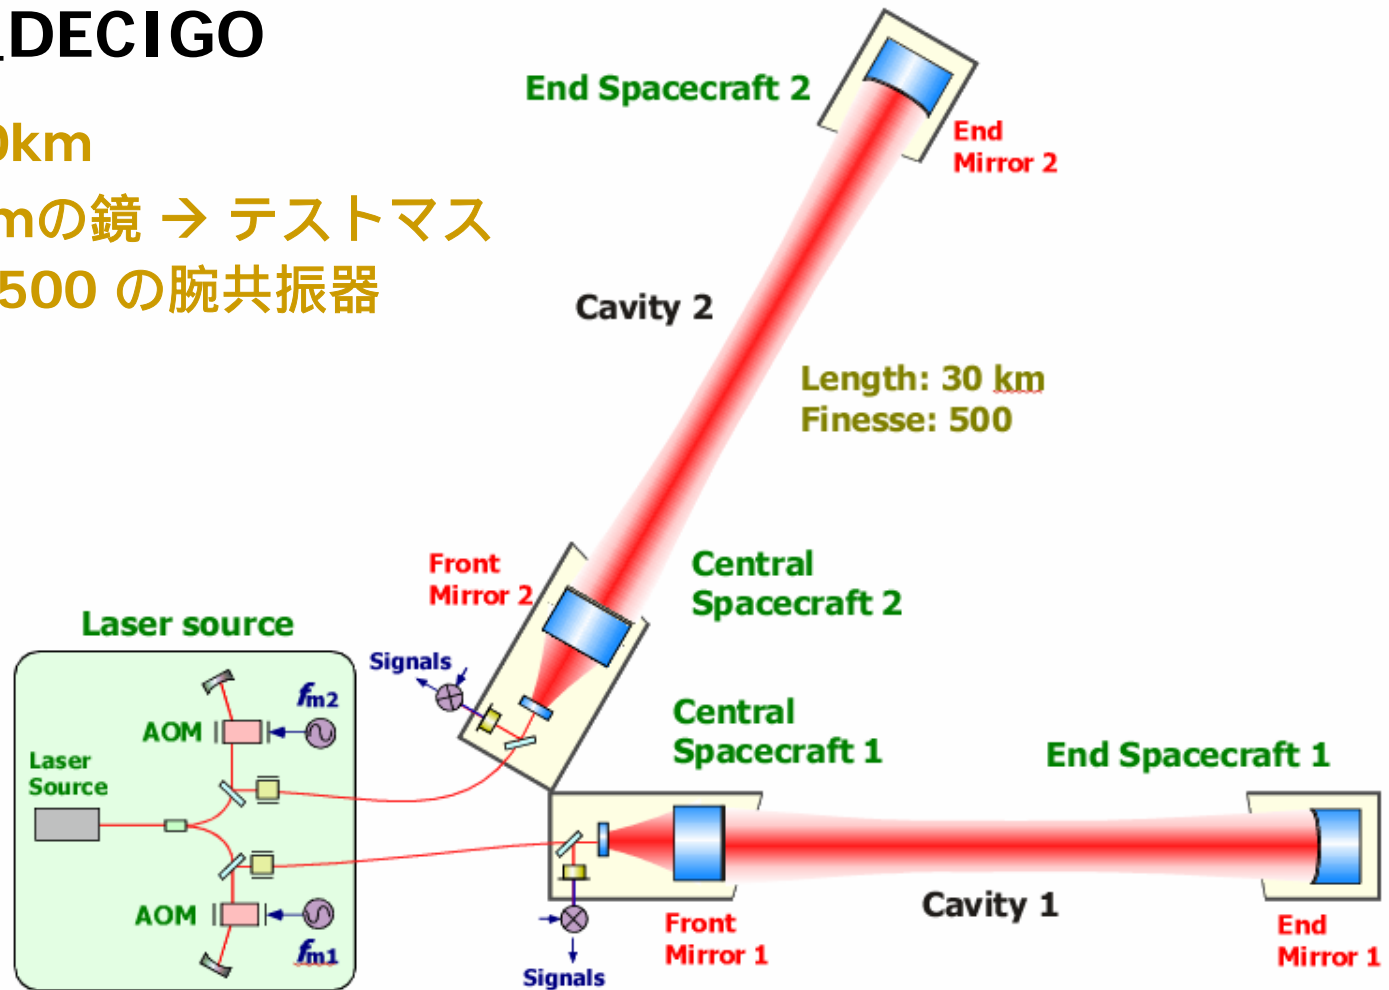 _DECIGO
0km
mの鏡 → テストマス
500 の腕共振器
End Spacecraft 2
End
Mirror 2
Cavity 2
Length: 30 km
Finesse: 500
Front
Mirror 2
Central
Spacecraft 2
Laser source
Signals
fm2
AOM
Laser
Source
Central
Spacecraft 1
End Spacecraft 1
AOM
fm1
Cavity 1
Front
Mirror 1
End
Mirror 1
Signals